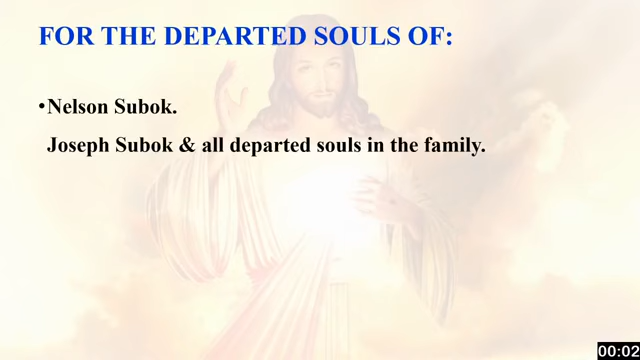 FOR THE DEPARTED SOULS OF:
•Nelson Subok.
Joseph Subok & all departed souls in the family.
00:02